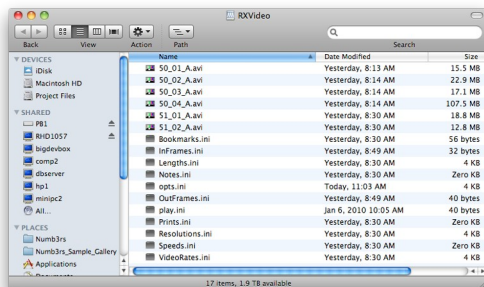 RXVideo
Back View Action Path Search
Name Date Modified Size
DEVICES
iDisk
Macintosh HD
Project Files
SHARED
PB1
RHD1057
bigdevbox
comp2
dbserver
hp1
minipc2
All...
PLACES
Numb3rs
Numb3rs_Sample_Gallery
Applications
Documents
50_01_A.avi Yesterday, 8:13 AM 15.5 MB
50_02_A.avi Yesterday, 8:14 AM 22.9 MB
50_03_A.avi Yesterday, 8:14 AM 17.1 MB
50_04_A.avi Yesterday, 8:14 AM 107.5 MB
51_01_A.avi Yesterday, 8:30 AM 18.8 MB
51_02_A.avi Yesterday, 8:30 AM 12.8 MB
Bookmarks.ini Yesterday, 8:30 AM 56 bytes
InFrames.ini Yesterday, 8:49 AM 32 bytes
Lengths.ini Yesterday, 8:30 AM 4 KB
Notes.ini Yesterday, 8:30 AM Zero KB
opts.ini Today, 11:03 AM 4 KB
OutFrames.ini Yesterday, 8:49 AM 40 bytes
play.ini Jan 6, 2010 10:05 AM 40 bytes
Prints.ini Yesterday, 8:30 AM Zero KB
Resolutions.ini Yesterday, 8:30 AM 4 KB
Speeds.ini Yesterday, 8:30 AM Zero KB
VideoRates.ini Yesterday, 8:30 AM 4 KB
17 items, 1.9 TB available